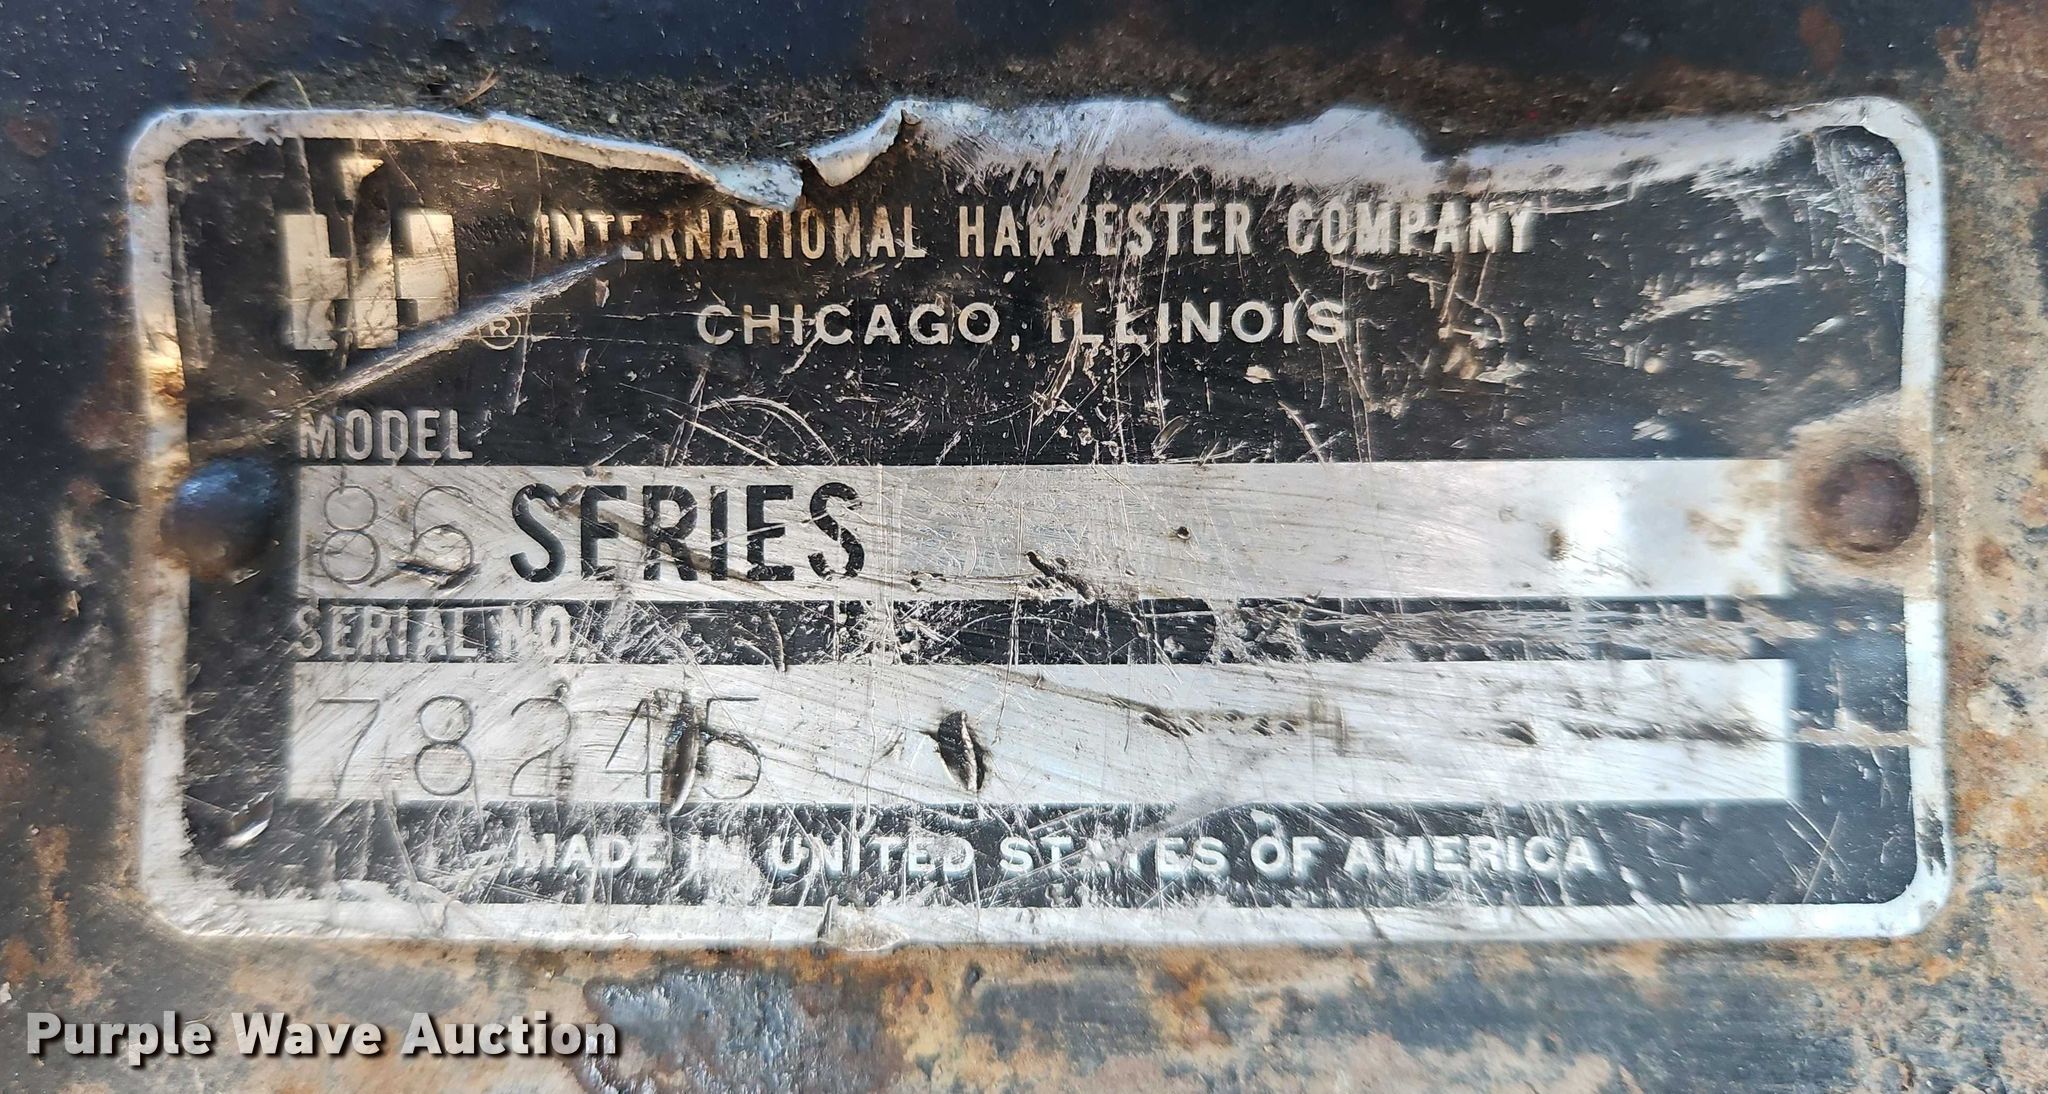 IH ® INTERNATIONAL HARVESTER COMPANY
CHICAGO, ILLINOIS
MODEL
86 SERIES
SERIAL NO.
78245
MADE IN UNITED STATES OF AMERICA
Purple Wave Auction